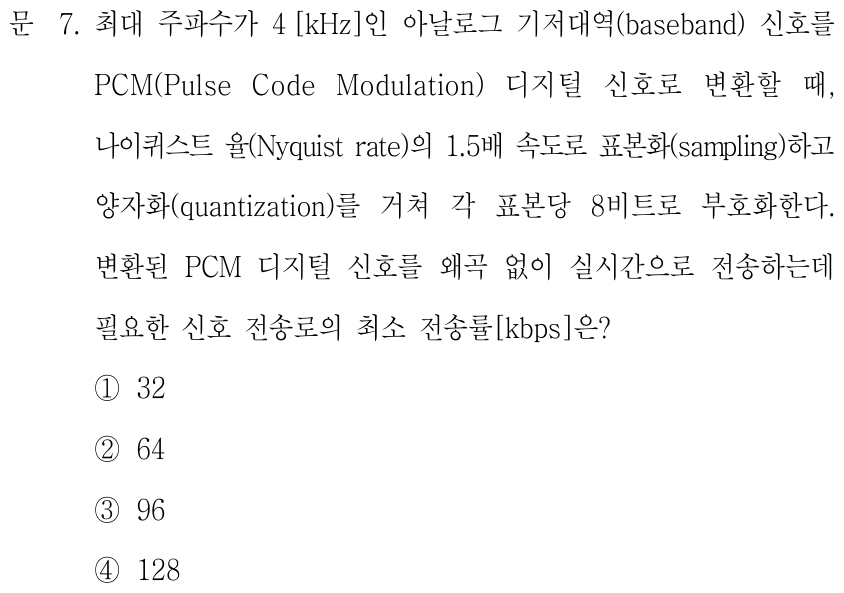 문 7. 최대 주파수가 4 [kHz]인 아날로그 기저대역(baseband) 신호를
PCM(Pulse Code Modulation) 디지털 신호로 변환할 때,
나이퀴스트 율(Nyquist rate)의 1.5배 속도로 표본화(sampling)하고
양자화(quantization)를 거쳐 각 표본당 8비트로 부호화한다.
변환된 PCM 디지털 신호를 왜곡 없이 실시간으로 전송하는데
필요한 신호 전송로의 최소 전송률[kbps]은?
① 32
② 64
③ 96
④ 128